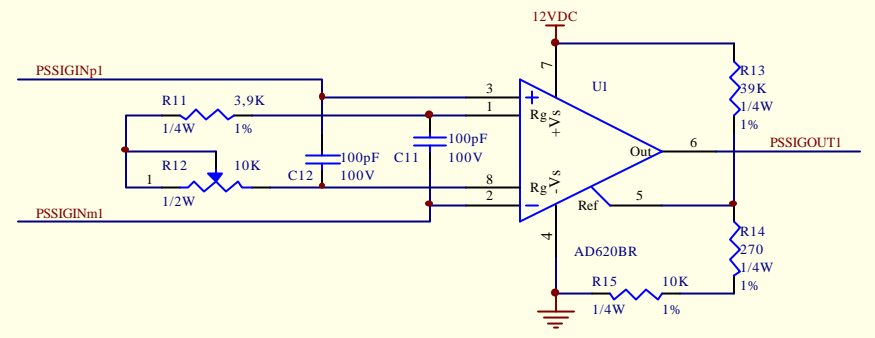 12VDC
PSSIGINp1
R11 3,9K
1/4W 1%
R12 10K
1
1/2W
PSSIGINm1
100pF
C12 100V
100pF
C11 100V
3
1
8
2
7
4
+
Rg
+Vs
Rg
-Vs
−
Out
Ref
U1
6
5
AD620BR
PSSIGOUT1
R13
39K
1/4W
1%
R14
270
1/4W
1%
R15 10K
1/4W 1%